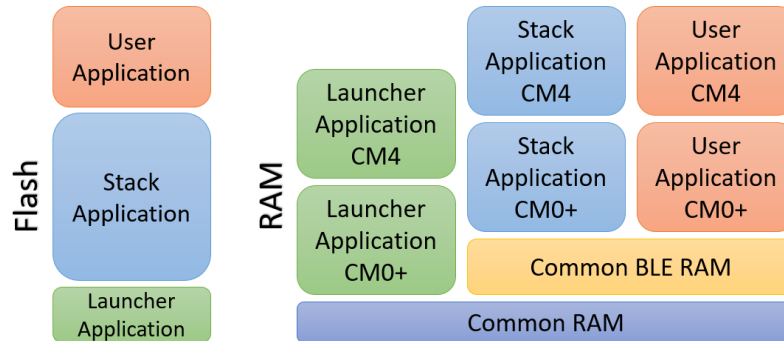 Flash
User
Application
Stack
Application
Launcher
Application
RAM
Launcher
Application
CM4
Launcher
Application
CM0+
Stack
Application
CM4
User
Application
CM4
Stack
Application
CM0+
User
Application
CM0+
Common BLE RAM
Common RAM